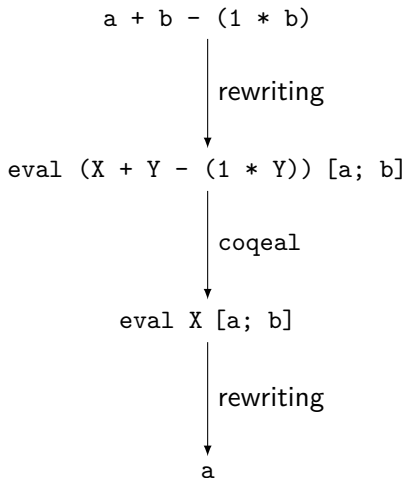 a + b - (1 * b)
rewriting
eval (X + Y - (1 * Y)) [a; b]
coqeal
eval X [a; b]
rewriting
a